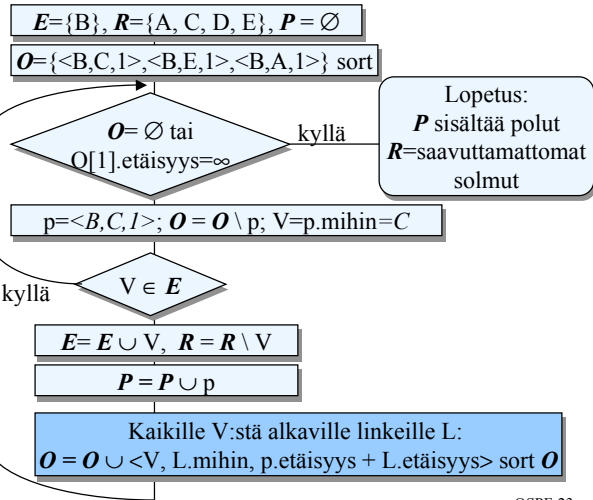 E={B}, R={A, C, D, E}, P = ∅
O={<B,C,1>,<B,E,1>,<B,A,1>} sort
O= ∅ tai
O[1].etäisyys=∞
kyllä
Lopetus:
P sisältää polut
R=saavuttamattomat
solmut
p=<B,C,1>; O = O \ p; V=p.mihin=C
V ∈ E
kyllä
E= E ∪ V, R = R \ V
P = P ∪ p
Kaikille V:stä alkaville linkeille L:
O = O ∪ <V, L.mihin, p.etäisyys + L.etäisyys> sort O